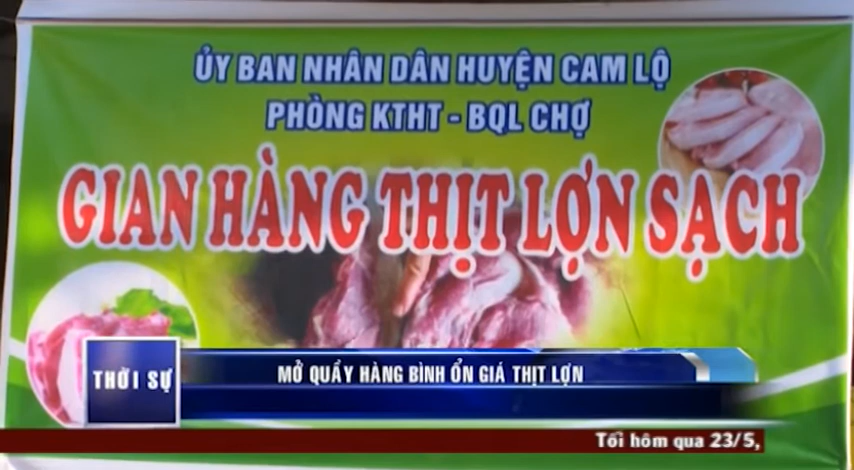 ỦY BAN NHÂN DÂN HUYỆN CAM LỘ
PHÒNG KTHT - BQL CHỢ
GIAN HÀNG THỊT LỢN SẠCH
THỜI SỰ
MỞ QUẦY HÀNG BÌNH ỔN GIÁ THỊT LỢN
Tối hôm qua 23/5,